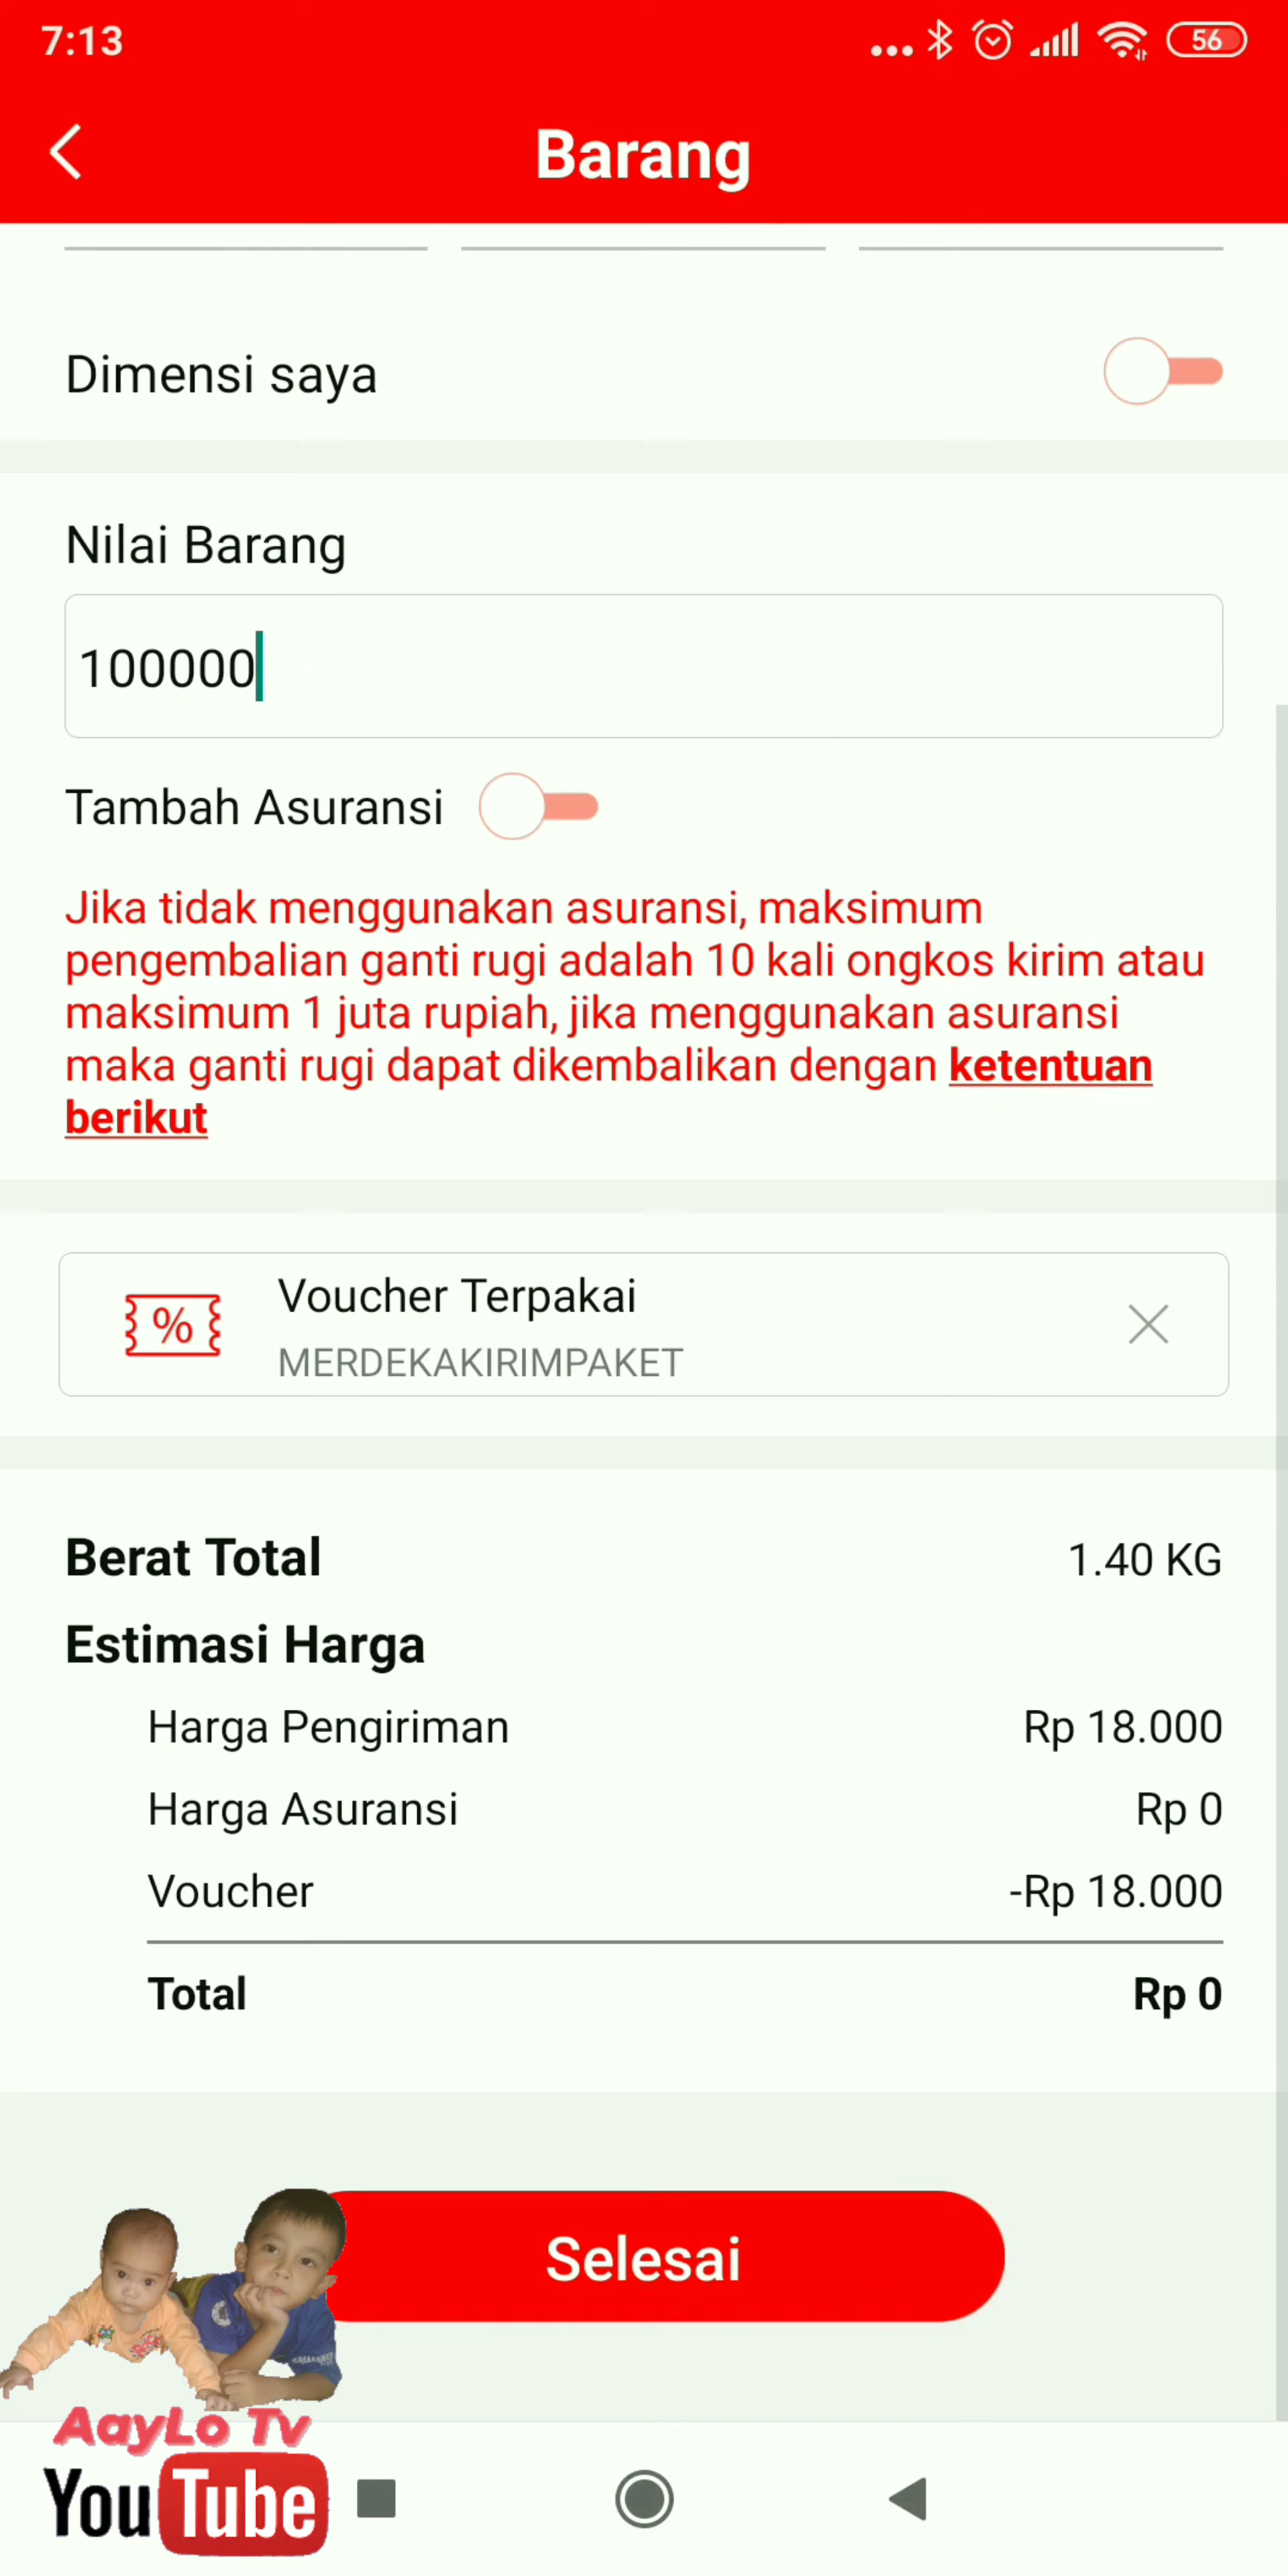 7:13
56
Barang
Dimensi saya
Nilai Barang
100000
Tambah Asuransi
Jika tidak menggunakan asuransi, maksimum
pengembalian ganti rugi adalah 10 kali ongkos kirim atau
maksimum 1 juta rupiah, jika menggunakan asuransi
maka ganti rugi dapat dikembalikan dengan ketentuan
berikut
%
Voucher Terpakai
MERDEKAKIRIMPAKET
Berat Total 1.40 KG
Estimasi Harga
Harga Pengiriman Rp 18.000
Harga Asuransi Rp 0
Voucher -Rp 18.000
Total Rp 0
Selesai
AayLo Tv
YouTube